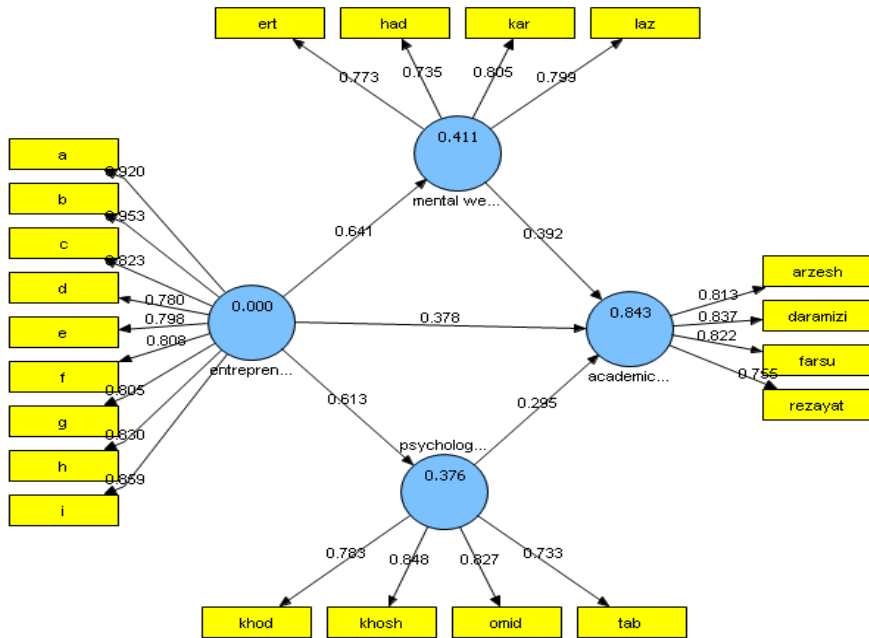 ert
had
kar
laz
0.773
0.735
0.805
0.799
0.411
mental we...
a
0.920
b
0.953
c
0.823
d
0.780
e
0.798
f
0.808
g
0.805
h
0.830
i
0.859
0.641
0.392
0.000
entrepren...
0.378
0.843
academic...
0.813
arzesh
0.837
daramizi
0.822
farsu
0.755
rezayat
0.613
0.295
psycholog...
0.376
0.783
0.848
0.827
0.733
khod
khosh
omid
tab